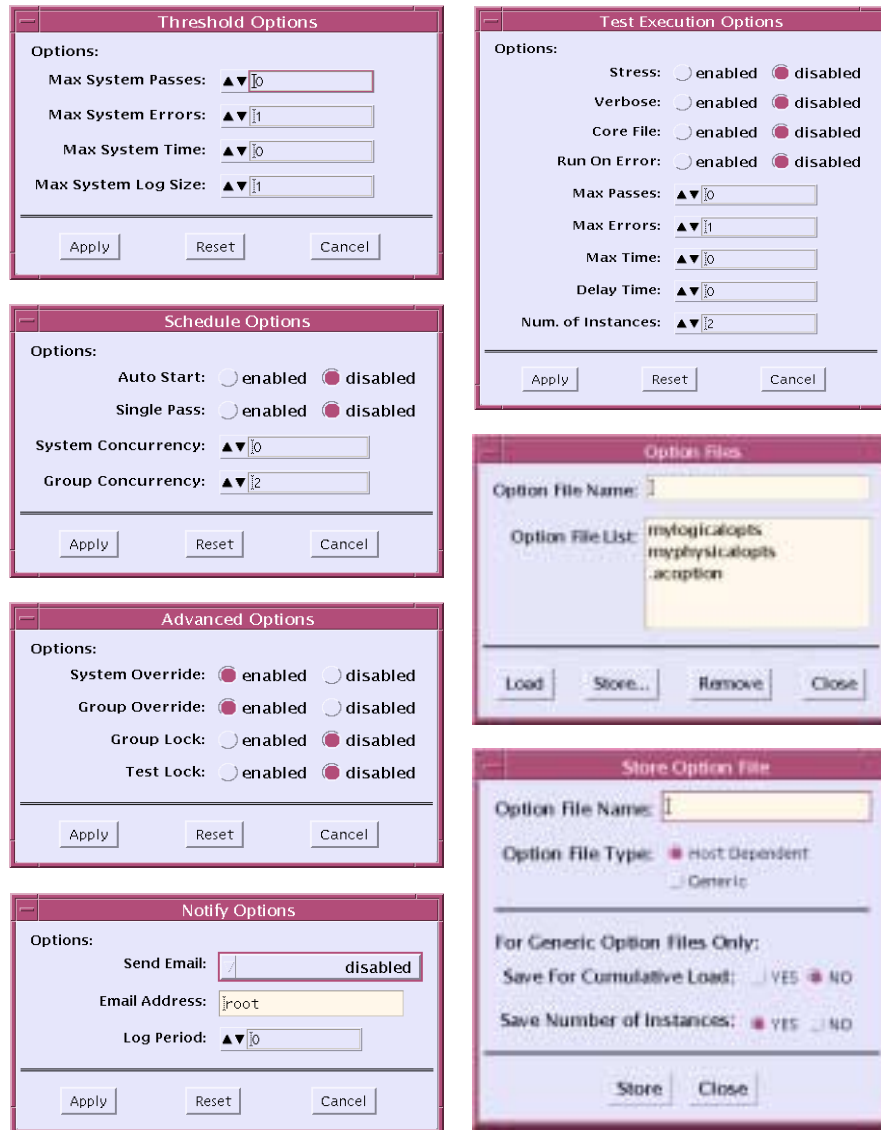 Threshold Options
Options:
Max System Passes: 0
Max System Errors: 1
Max System Time: 0
Max System Log Size: 1
Apply Reset Cancel
Schedule Options
Options:
Auto Start: enabled disabled
Single Pass: enabled disabled
System Concurrency: 0
Group Concurrency: 2
Apply Reset Cancel
Advanced Options
Options:
System Override: enabled disabled
Group Override: enabled disabled
Group Lock: enabled disabled
Test Lock: enabled disabled
Apply Reset Cancel
Notify Options
Options:
Send Email: disabled
Email Address: root
Log Period: 0
Apply Reset Cancel
Test Execution Options
Options:
Stress: enabled disabled
Verbose: enabled disabled
Core File: enabled disabled
Run On Error: enabled disabled
Max Passes: 0
Max Errors: 1
Max Time: 0
Delay Time: 0
Num. of Instances: 2
Apply Reset Cancel
Option Files
Option File Name:
Option File List: mylogicalopts
myphysicalopts
.acoption
Load Store... Remove Close
Store Option File
Option File Name:
Option File Type: Host Dependent
Generic
For Generic Option Files Only:
Save For Cumulative Load: YES NO
Save Number of Instances: YES NO
Store Close